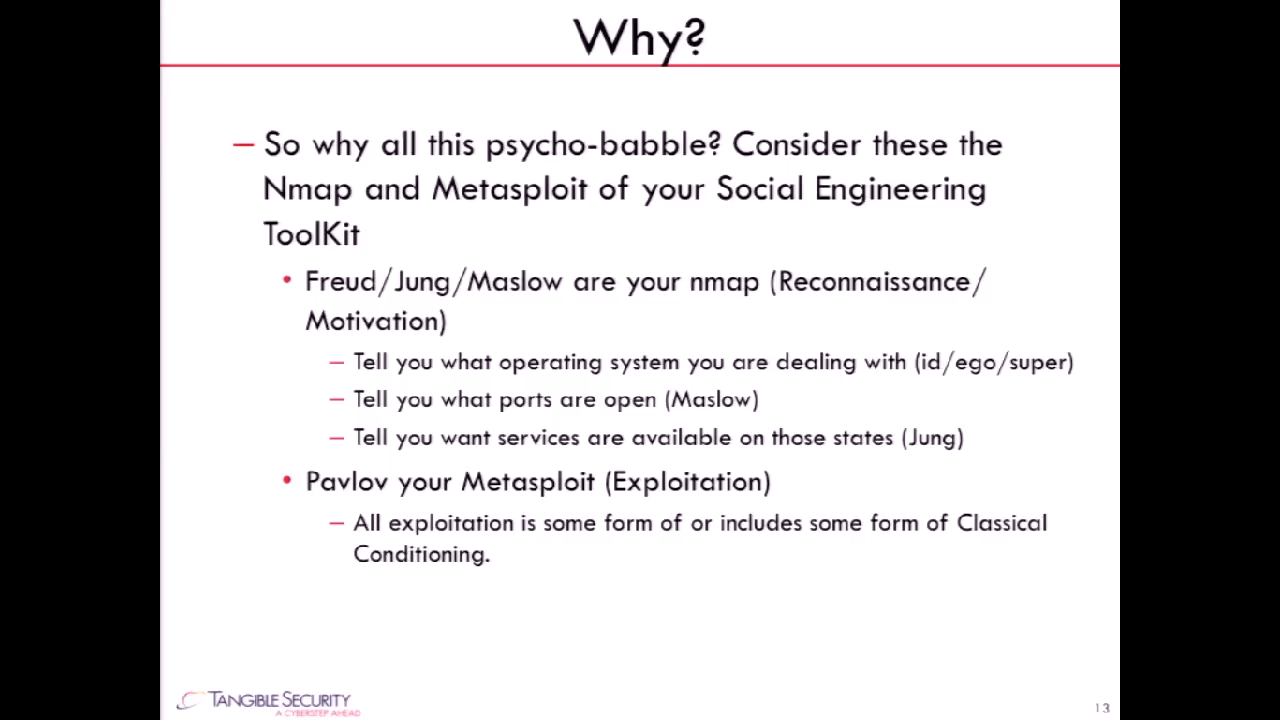 Why?
– So why all this psycho-babble? Consider these the
Nmap and Metasploit of your Social Engineering
ToolKit
• Freud/Jung/Maslow are your nmap (Reconnaissance/
Motivation)
– Tell you what operating system you are dealing with (id/ego/super)
– Tell you what ports are open (Maslow)
– Tell you want services are available on those states (Jung)
• Pavlov your Metasploit (Exploitation)
– All exploitation is some form of or includes some form of Classical
Conditioning.
TANGIBLE SECURITY
A CYBERSTEP AHEAD
13